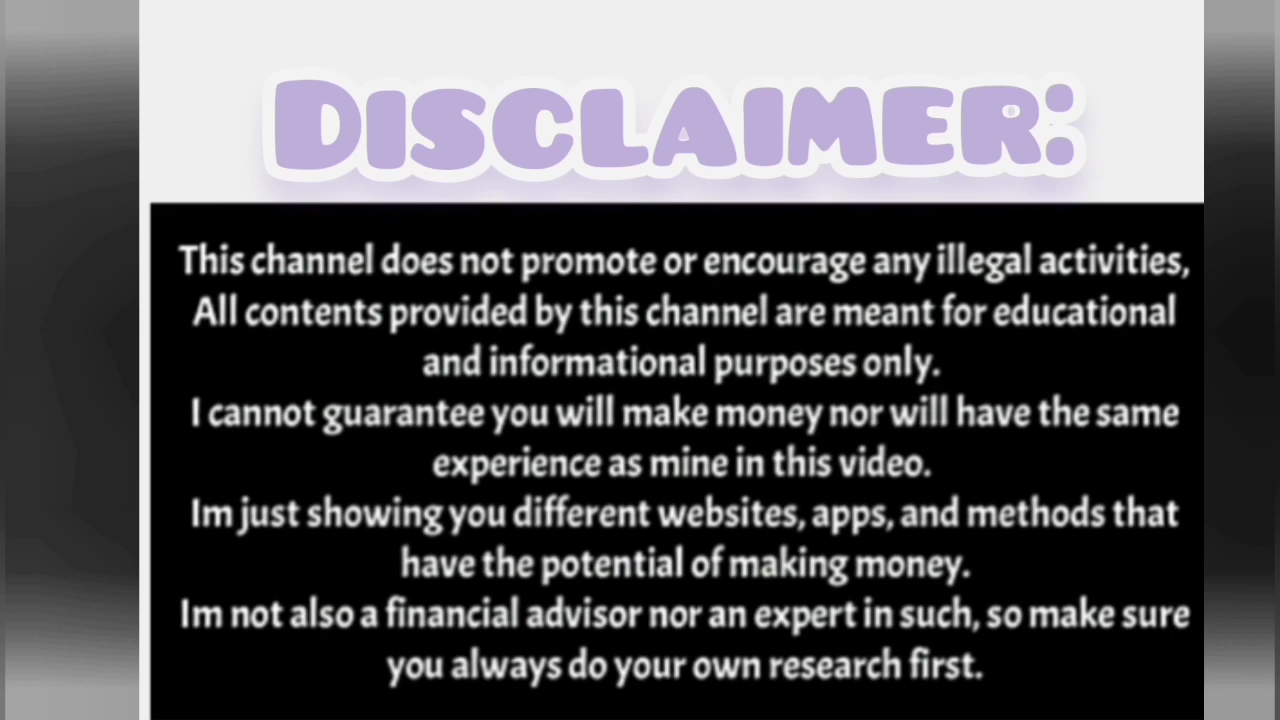 DISCLAIMER:
This channel does not promote or encourage any illegal activities,
All contents provided by this channel are meant for educational
and informational purposes only.
I cannot guarantee you will make money nor will have the same
experience as mine in this video.
Im just showing you different websites, apps, and methods that
have the potential of making money.
Im not also a financial advisor nor an expert in such, so make sure
you always do your own research first.